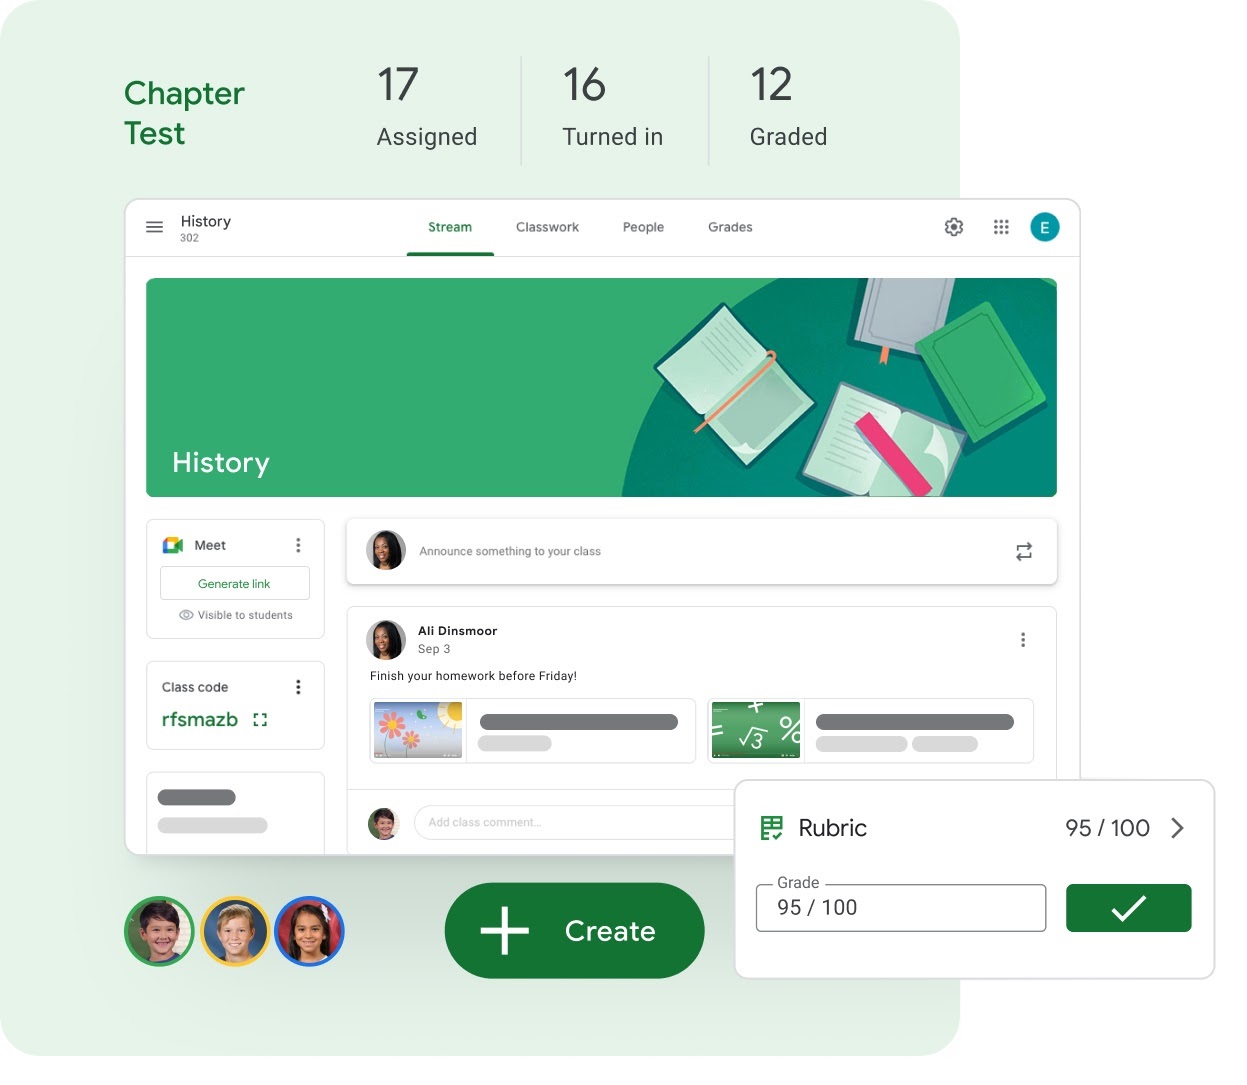 Chapter
Test
17
Assigned
16
Turned in
12
Graded
History
302
Stream
Classwork
People
Grades
E
History
Meet
Generate link
Visible to students
Announce something to your class
Class code
rfsmazb
Ali Dinsmoor
Sep 3
Finish your homework before Friday!
√3
%
Add class comment...
Rubric
95 / 100
Grade
95 / 100
Create